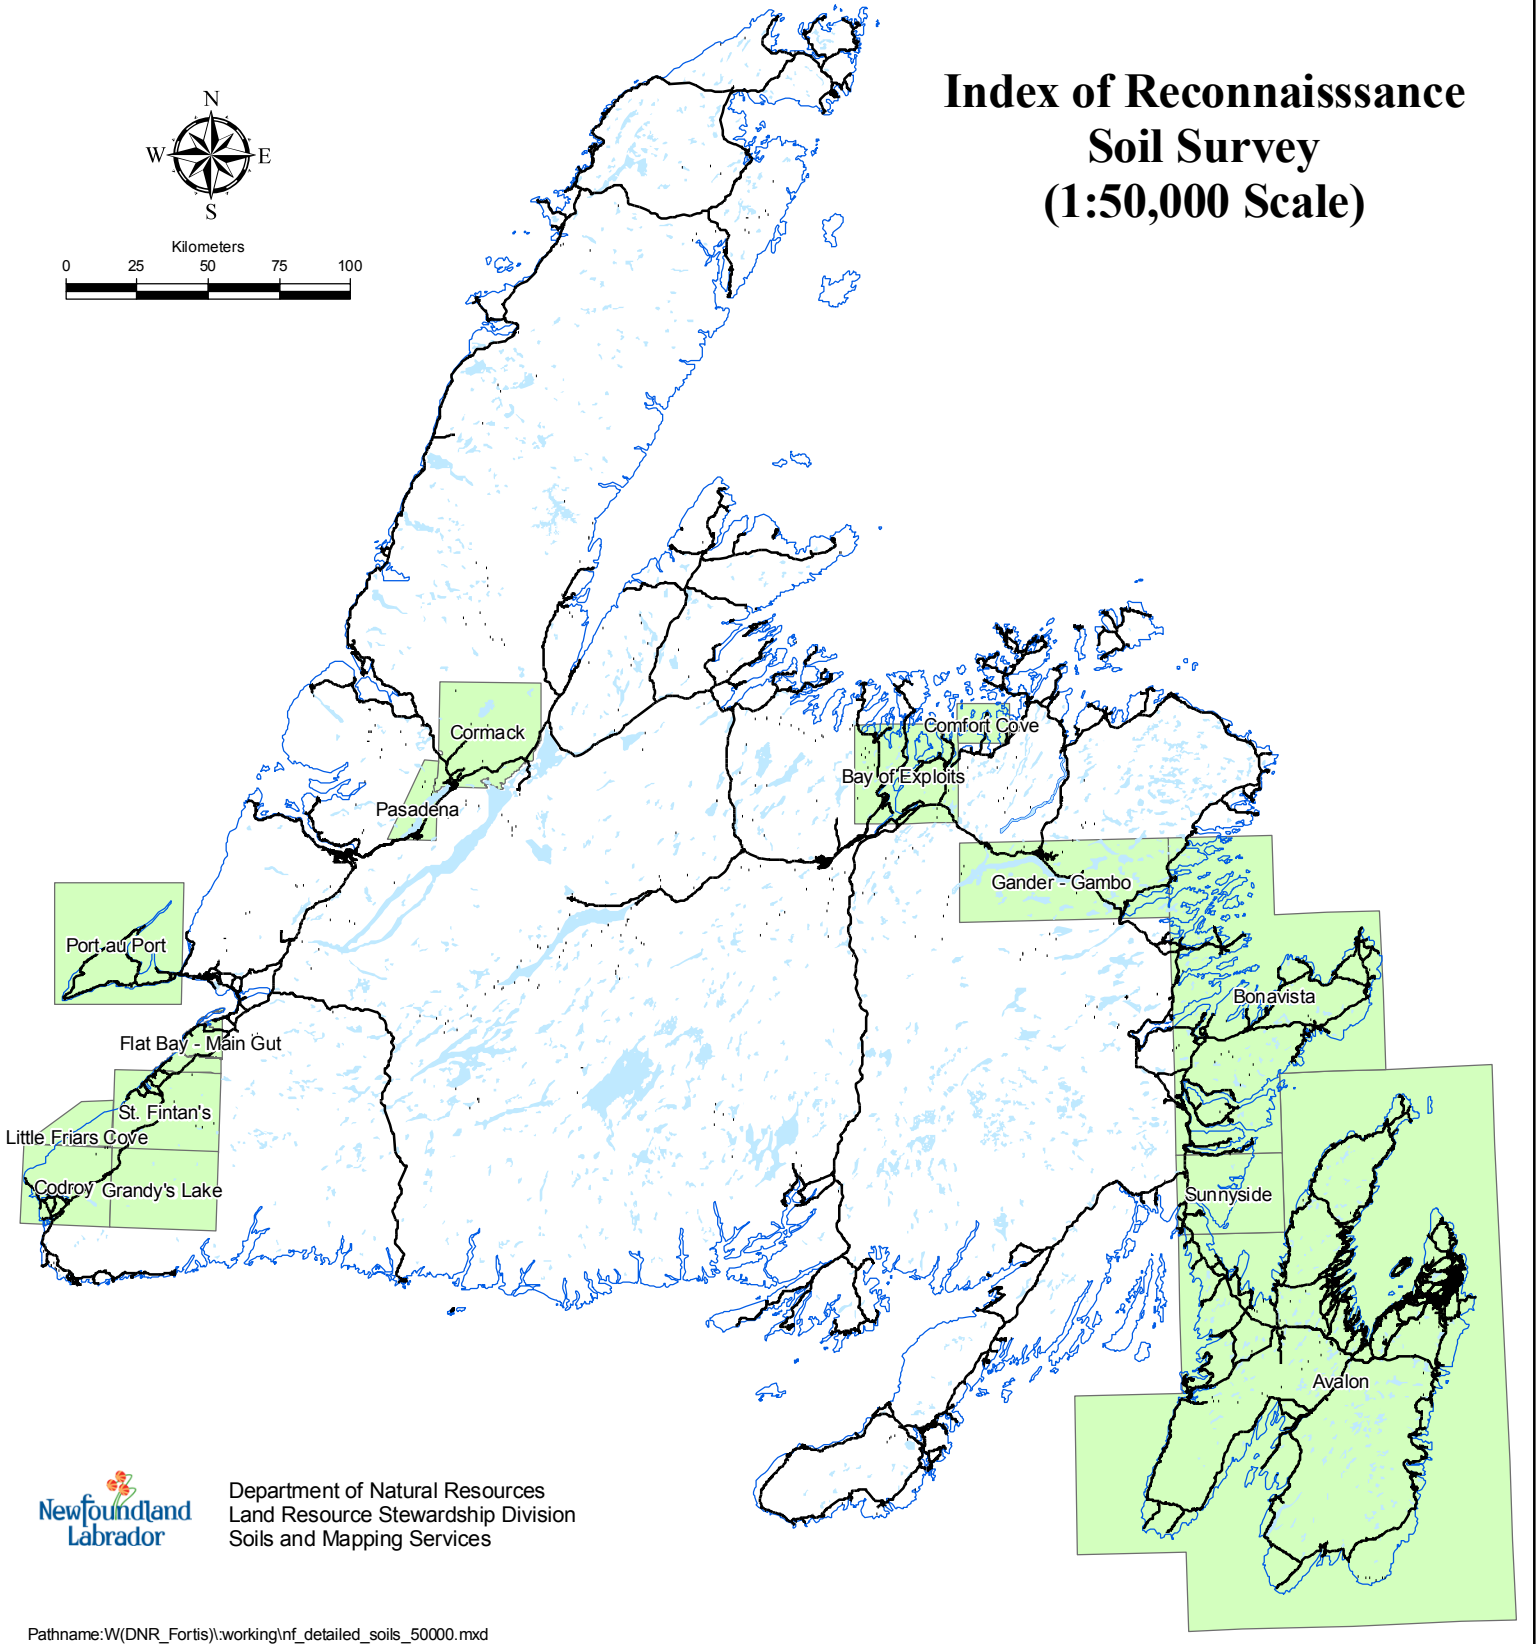 Index of Reconnaisssance
Soil Survey
(1:50,000 Scale)
N
W
E
S
Kilometers
0 25 50 75 100
Comfort Cove
Cormack
Bay of Exploits
Pasadena
Gander - Gambo
Port au Port
Bonavista
Flat Bay - Main Gut
St. Fintan's
Little Friars Cove
Codroy
Grandy's Lake
Sunnyside
Avalon
Newfoundland
Labrador
Department of Natural Resources
Land Resource Stewardship Division
Soils and Mapping Services
Pathname:W(DNR_Fortis)\:working\nf_detailed_soils_50000.mxd